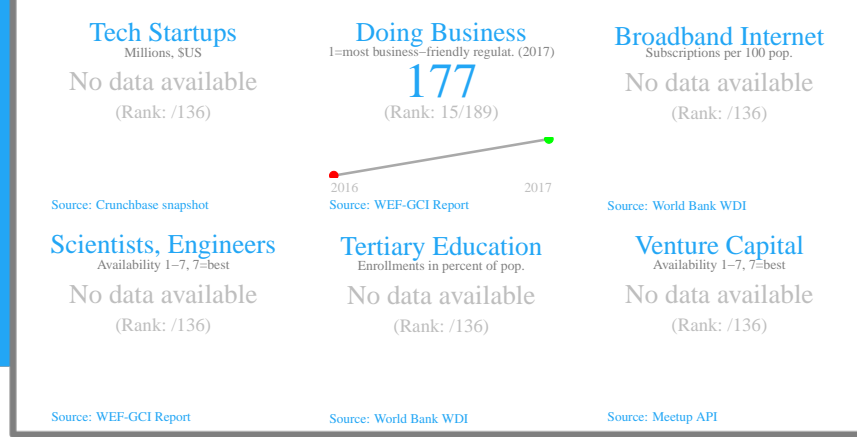 Tech Startups
Millions, $US
No data available
(Rank: /136)
Source: Crunchbase snapshot
Doing Business
1=most business−friendly regulat. (2017)
177
(Rank: 15/189)
2016
2017
Source: WEF-GCI Report
Broadband Internet
Subscriptions per 100 pop.
No data available
(Rank: /136)
Source: World Bank WDI
Scientists, Engineers
Availability 1−7, 7=best
No data available
(Rank: /136)
Source: WEF-GCI Report
Tertiary Education
Enrollments in percent of pop.
No data available
(Rank: /136)
Source: World Bank WDI
Venture Capital
Availability 1−7, 7=best
No data available
(Rank: /136)
Source: Meetup API